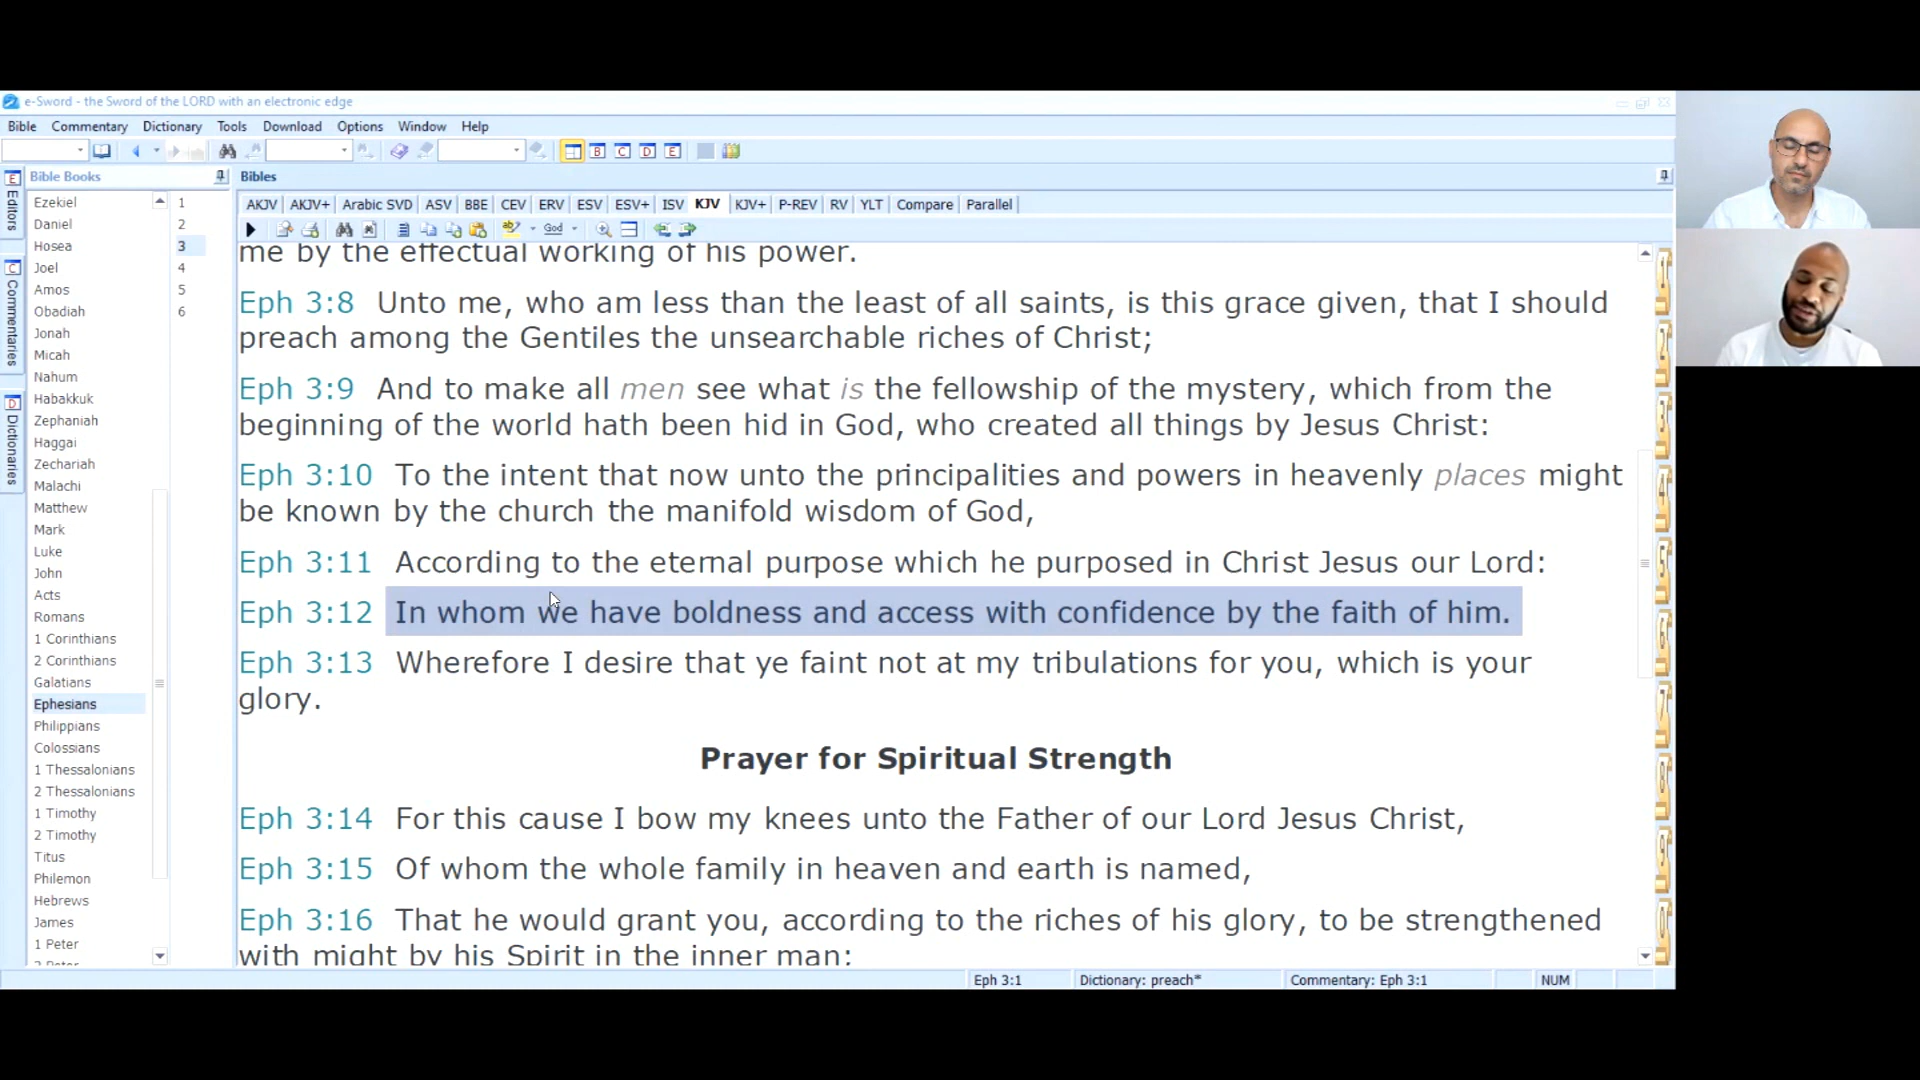 e-Sword - the Sword of the LORD with an electronic edge
Bible Commentary Dictionary Tools Download Options Window Help
B C D E
Bible Books
Bibles
E Editors
C Commentaries
D Dictionaries
Ezekiel
Daniel
Hosea
Joel
Amos
Obadiah
Jonah
Micah
Nahum
Habakkuk
Zephaniah
Haggai
Zechariah
Malachi
Matthew
Mark
Luke
John
Acts
Romans
1 Corinthians
2 Corinthians
Galatians
Ephesians
Philippians
Colossians
1 Thessalonians
2 Thessalonians
1 Timothy
2 Timothy
Titus
Philemon
Hebrews
James
1 Peter
1
2
3
4
5
6
AKJV AKJV+ Arabic SVD ASV BBE CEV ERV ESV ESV+ ISV KJV KJV+ P-REV RV YLT Compare Parallel
God
me by the effectual working of his power.
Eph 3:8 Unto me, who am less than the least of all saints, is this grace given, that I should
preach among the Gentiles the unsearchable riches of Christ;
Eph 3:9 And to make all men see what is the fellowship of the mystery, which from the
beginning of the world hath been hid in God, who created all things by Jesus Christ:
Eph 3:10 To the intent that now unto the principalities and powers in heavenly places might
be known by the church the manifold wisdom of God,
Eph 3:11 According to the eternal purpose which he purposed in Christ Jesus our Lord:
Eph 3:12 In whom we have boldness and access with confidence by the faith of him.
Eph 3:13 Wherefore I desire that ye faint not at my tribulations for you, which is your
glory.
Prayer for Spiritual Strength
Eph 3:14 For this cause I bow my knees unto the Father of our Lord Jesus Christ,
Eph 3:15 Of whom the whole family in heaven and earth is named,
Eph 3:16 That he would grant you, according to the riches of his glory, to be strengthened
with might by his Spirit in the inner man:
1
2
3
4
5
6
7
8
9
0
Eph 3:1 Dictionary: preach* Commentary: Eph 3:1 NUM